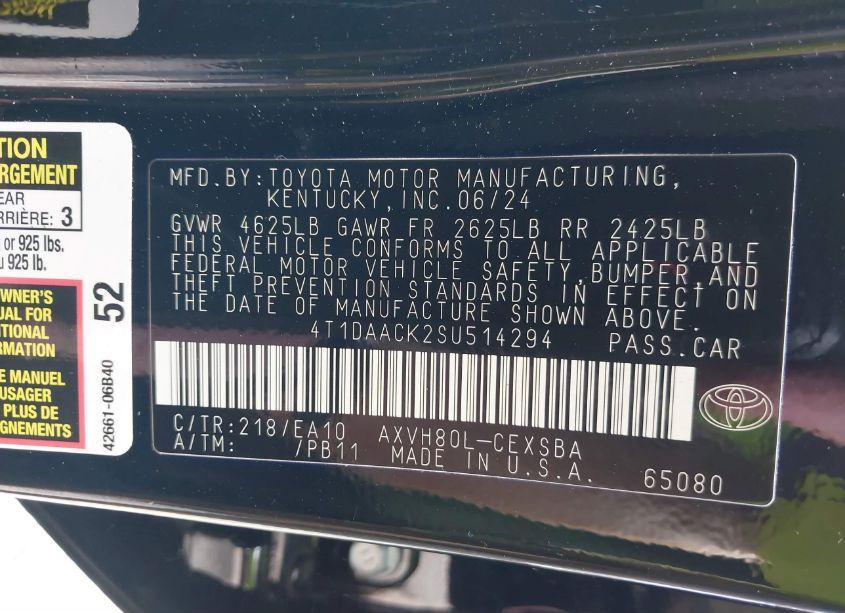 TION
RGEMENT
EAR
RRIÈRE: 3
or 925 lbs.
u 925 lb.
WNER'S
UAL FOR
ITIONAL
RMATION
E MANUEL
USAGER
PLUS DE
GNEMENTS
52
42661-06B40
MFD.BY:TOYOTA MOTOR MANUFACTURING,
KENTUCKY,INC.06/24
GVWR 4625LB GAWR FR 2625LB RR 2425LB
THIS VEHICLE CONFORMS TO ALL APPLICABLE
FEDERAL MOTOR VEHICLE SAFETY,BUMPER,AND
THEFT PREVENTION STANDARDS IN EFFECT ON
THE DATE OF MANUFACTURE SHOWN ABOVE.
4T1DAACK2SU514294 PASS.CAR
C/TR:218/EA10 AXVH80L-CEXSBA
A/TM: /PB11 MADE IN U.S.A. 65080